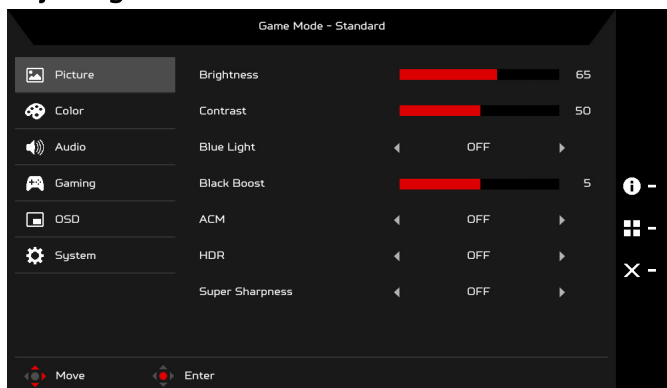 Game Mode - Standard
Picture
Brightness
65
Color
Contrast
50
Audio
Blue Light
OFF
Gaming
Black Boost
5
OSD
ACM
OFF
System
HDR
OFF
Super Sharpness
OFF
Move
Enter